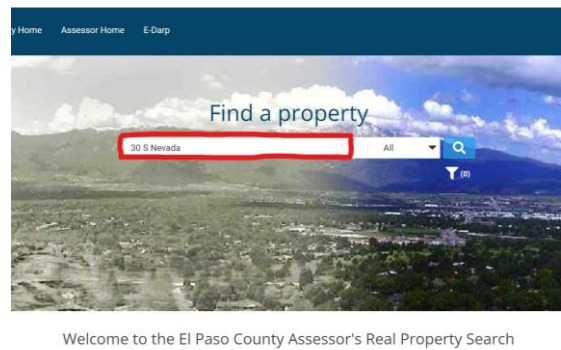 y Home Assessor Home E-Darp
Find a property
30 S Nevada All
(0)
Welcome to the El Paso County Assessor's Real Property Search